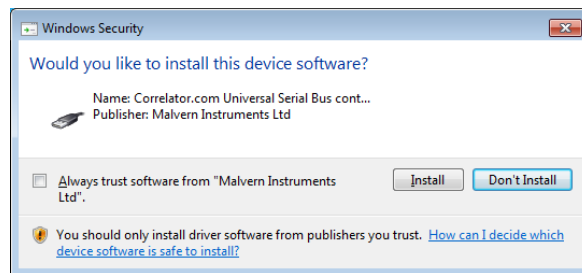 Windows Security
Would you like to install this device software?
Name: Correlator.com Universal Serial Bus cont...
Publisher: Malvern Instruments Ltd
Always trust software from "Malvern Instruments
Ltd".
Install
Don't Install
You should only install driver software from publishers you trust. How can I decide which
device software is safe to install?